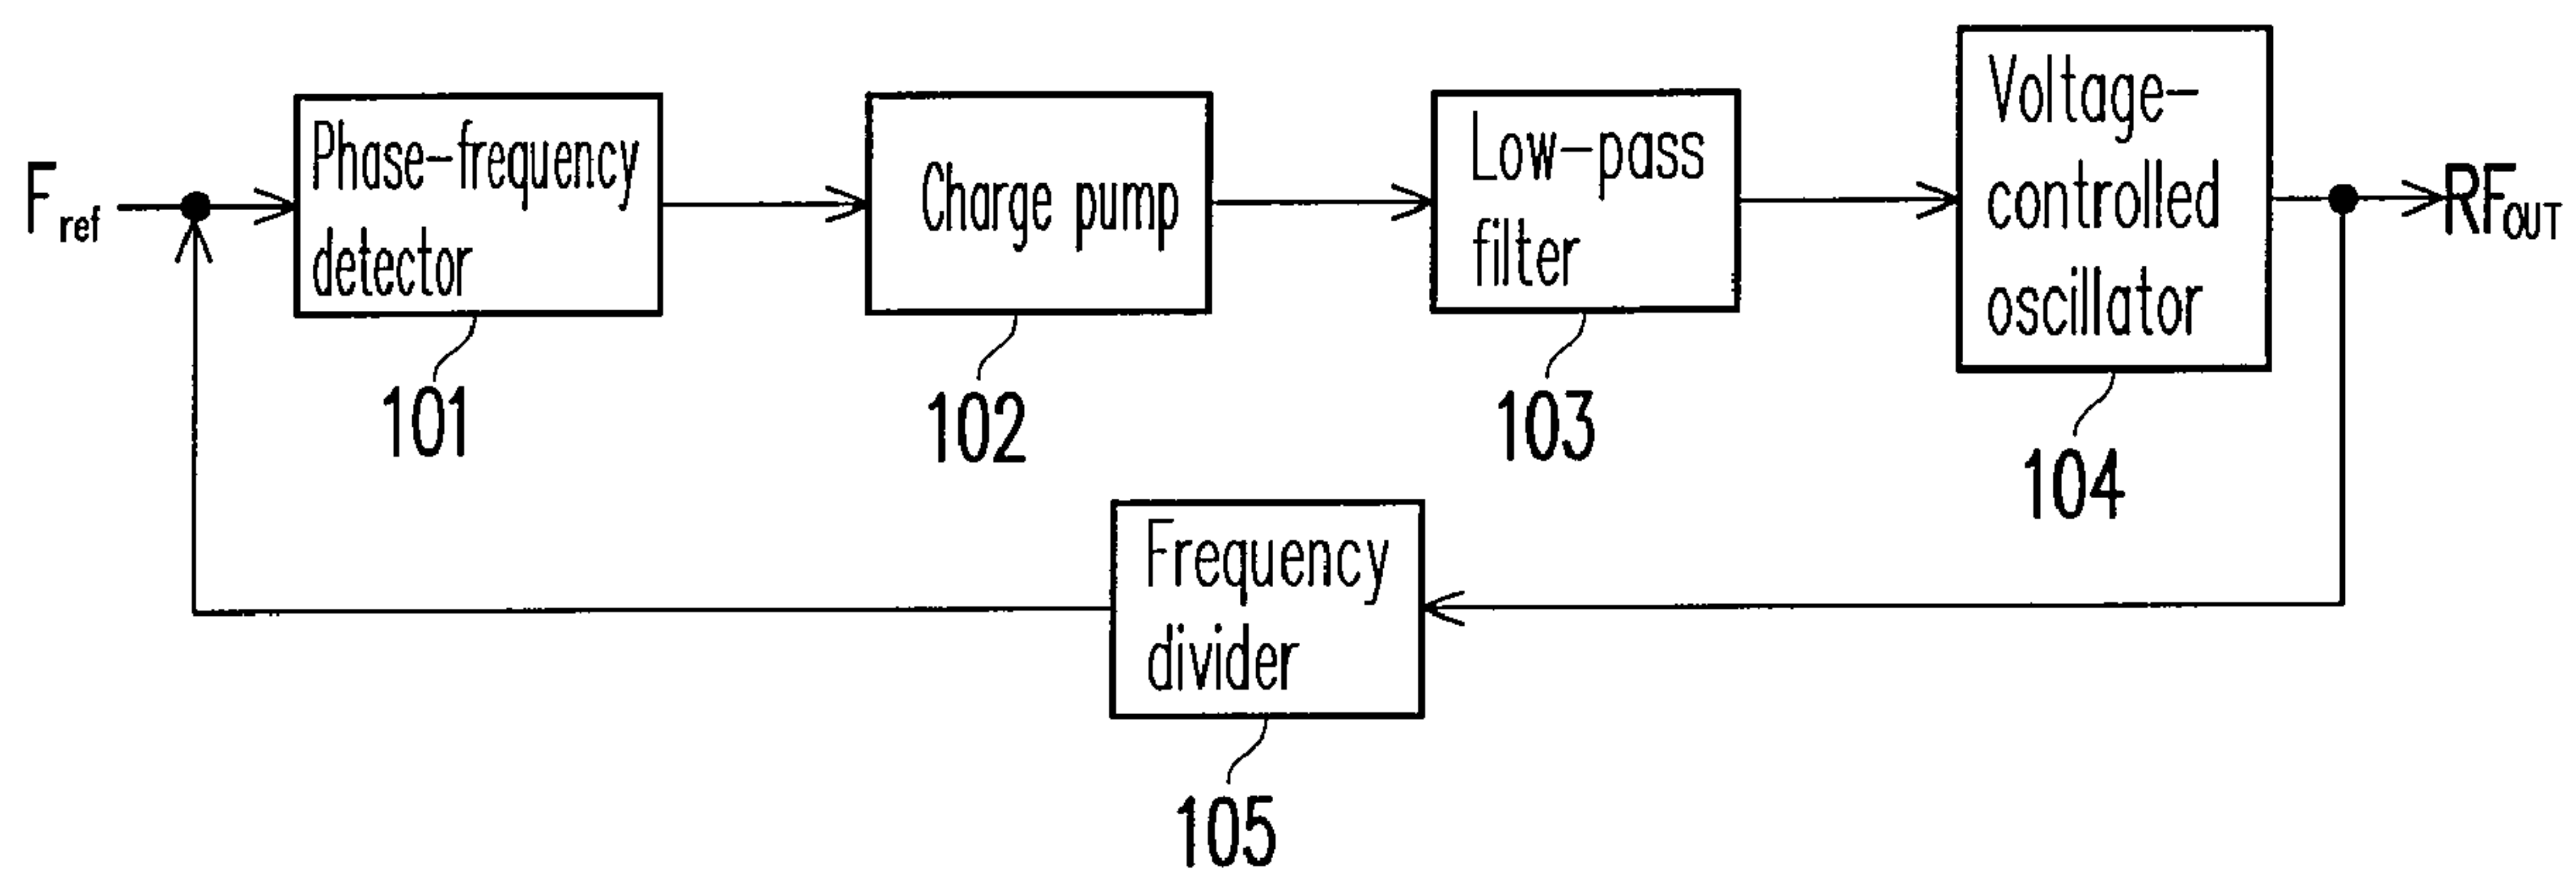 F ref
Phase-frequency
detector
101
Charge pump
102
Low-pass
filter
103
Voltage-
controlled
oscillator
104
RFOUT
Frequency
divider
105